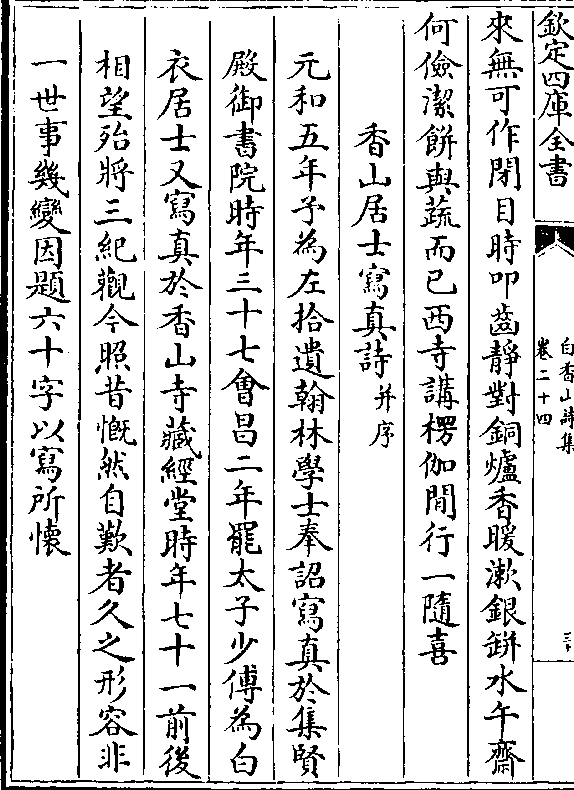 欽定四庫全書
白香山詩集
卷二十四
來無可作閉目時叩齒靜對銅爐香暖漱銀缾水午齋
何儉潔餅與蔬而已西寺講楞伽閒行一隨喜
香山居士寫真詩并序
元和五年予為左拾遺翰林學士奉詔寫真於集賢
殿御書院時年三十七會昌二年罷太子少傅為白
衣居士又寫真於香山寺藏經堂時年七十一前後
相望殆將三紀觀今照昔慨然自歎者久之形容非
一世事幾變因題六十字以寫所懷